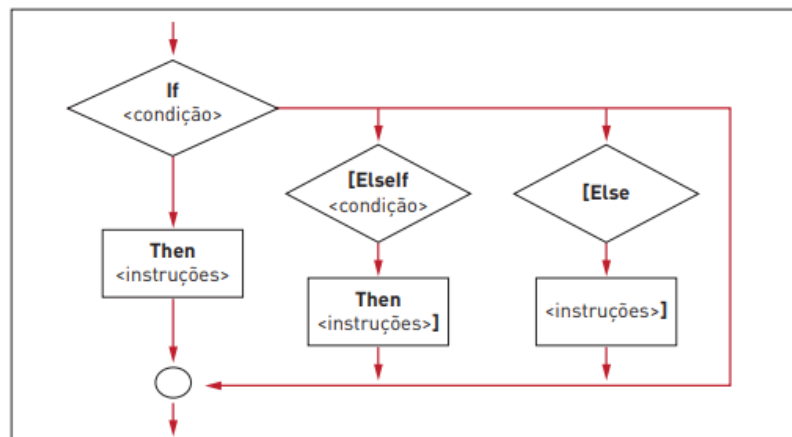 If
<condição>
[ElseIf
<condição>
[Else
Then
<instruções>
Then
<instruções>]
<instruções>]